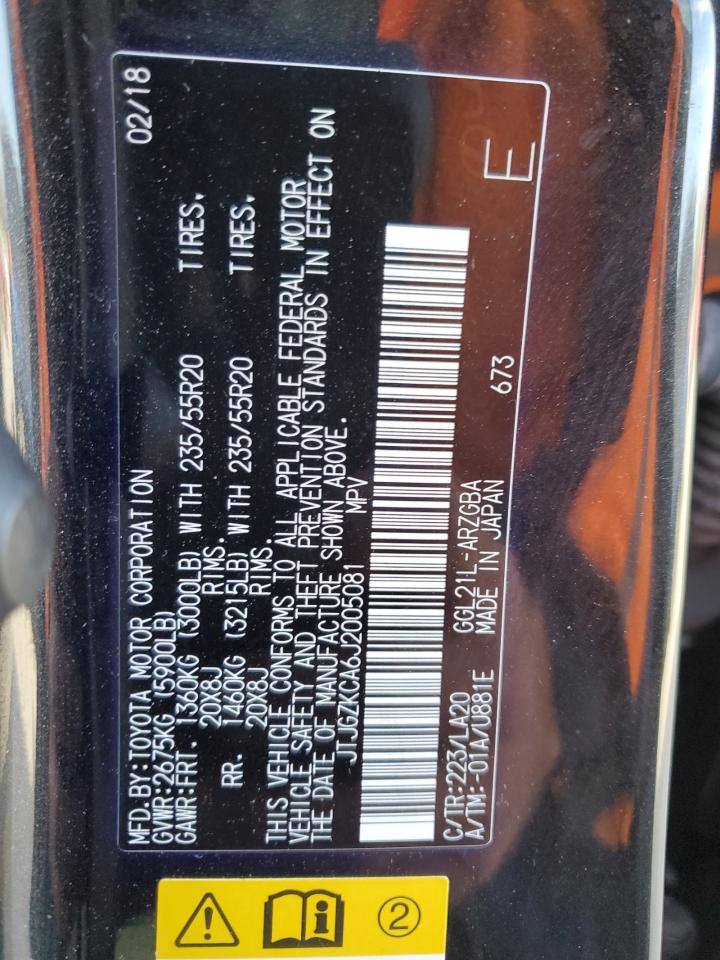 MFD.BY:TOYOTA MOTOR CORPORATION 02/18
GVWR:2675KG (5900LB)
GAWR:FRT. 1360KG (3000LB) WITH 235/55R20 TIRES.
20X8J RIMS.
RR. 1460KG (3215LB) WITH 235/55R20 TIRES.
20X8J RIMS.
THIS VEHICLE CONFORMS TO ALL APPLICABLE FEDERAL MOTOR
VEHICLE SAFETY AND THEFT PREVENTION STANDARDS IN EFFECT ON
THE DATE OF MANUFACTURE SHOWN ABOVE.
JTJGZKCA6J2005081 MPV
E
C/TR:223/LA20 GGL21L-ARZGBA
A/TM:-01A/U881E MADE IN JAPAN 673
2